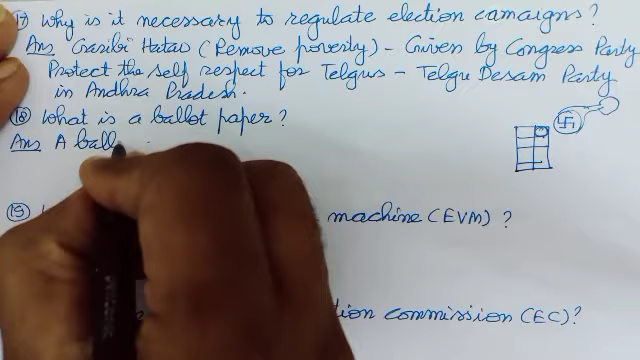 17) Why is it necessary to regulate election camaigns?
Ans Garibi Hatao (Remove poverty) - Given by Congress Party
Protect the self respect for Telgus - Telgu Desam Party
in Andhra Pradesh.
18) What is a ballot paper?
Ans A ball
19) machine (EVM) ?
tion commission (EC)?